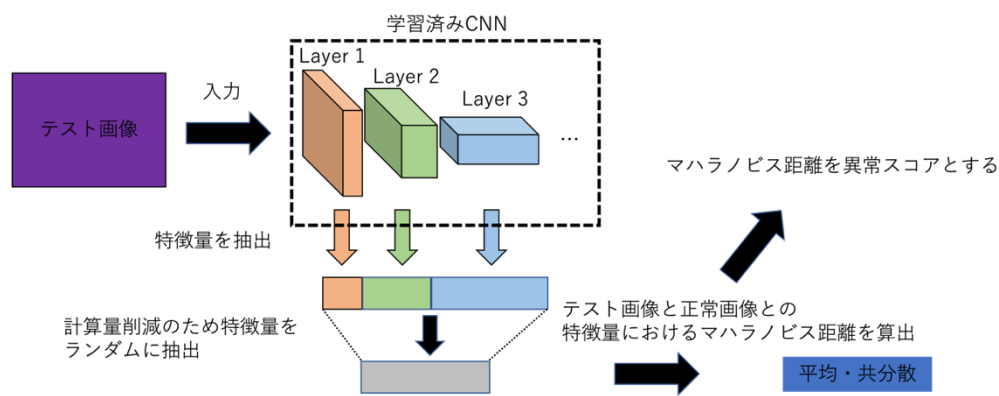 学習済みCNN
Layer 1
Layer 2
Layer 3
…
テスト画像
入力
特徴量を抽出
計算量削減のため特徴量を
ランダムに抽出
マハラノビス距離を異常スコアとする
テスト画像と正常画像との
特徴量におけるマハラノビス距離を算出
平均・共分散